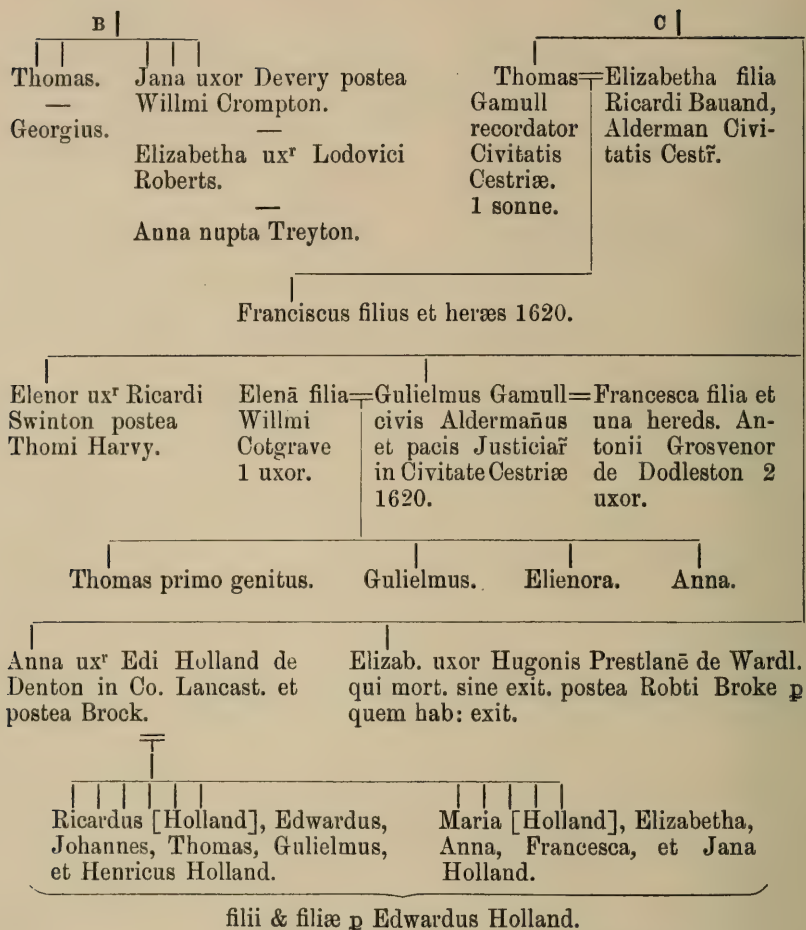 B
C
Thomas.
—
Georgius.
Jana uxor Devery postea
Willmi Crompton.
—
Elizabetha uxʳ Lodovici
Roberts.
—
Anna nupta Treyton.
Thomas
Gamull
recordator
Civitatis
Cestriæ.
1 sonne.
Elizabetha filia
Ricardi Bauand,
Alderman Civi-
tatis Cestr̃.
Franciscus filius et heræs 1620.
Elenor uxʳ Ricardi
Swinton postea
Thomi Harvy.
Elenā filia
Willmi
Cotgrave
1 uxor.
Gulielmus Gamull
civis Aldermañus
et pacis Justiciar̃
in Civitate Cestriæ
1620.
Francesca filia et
una hereds. An-
tonii Grosvenor
de Dodleston 2
uxor.
Thomas primo genitus. Gulielmus. Elienora. Anna.
Anna uxʳ Edi Holland de
Denton in Co. Lancast. et
postea Brock.
Elizab. uxor Hugonis Prestlanē de Wardl.
qui mort. sine exit. postea Robti Broke ꝑ
quem hab: exit.
Ricardus [Holland], Edwardus,
Johannes, Thomas, Gulielmus,
et Henricus Holland.
Maria [Holland], Elizabetha,
Anna, Francesca, et Jana
Holland.
filii & filiæ ꝑ Edwardus Holland.